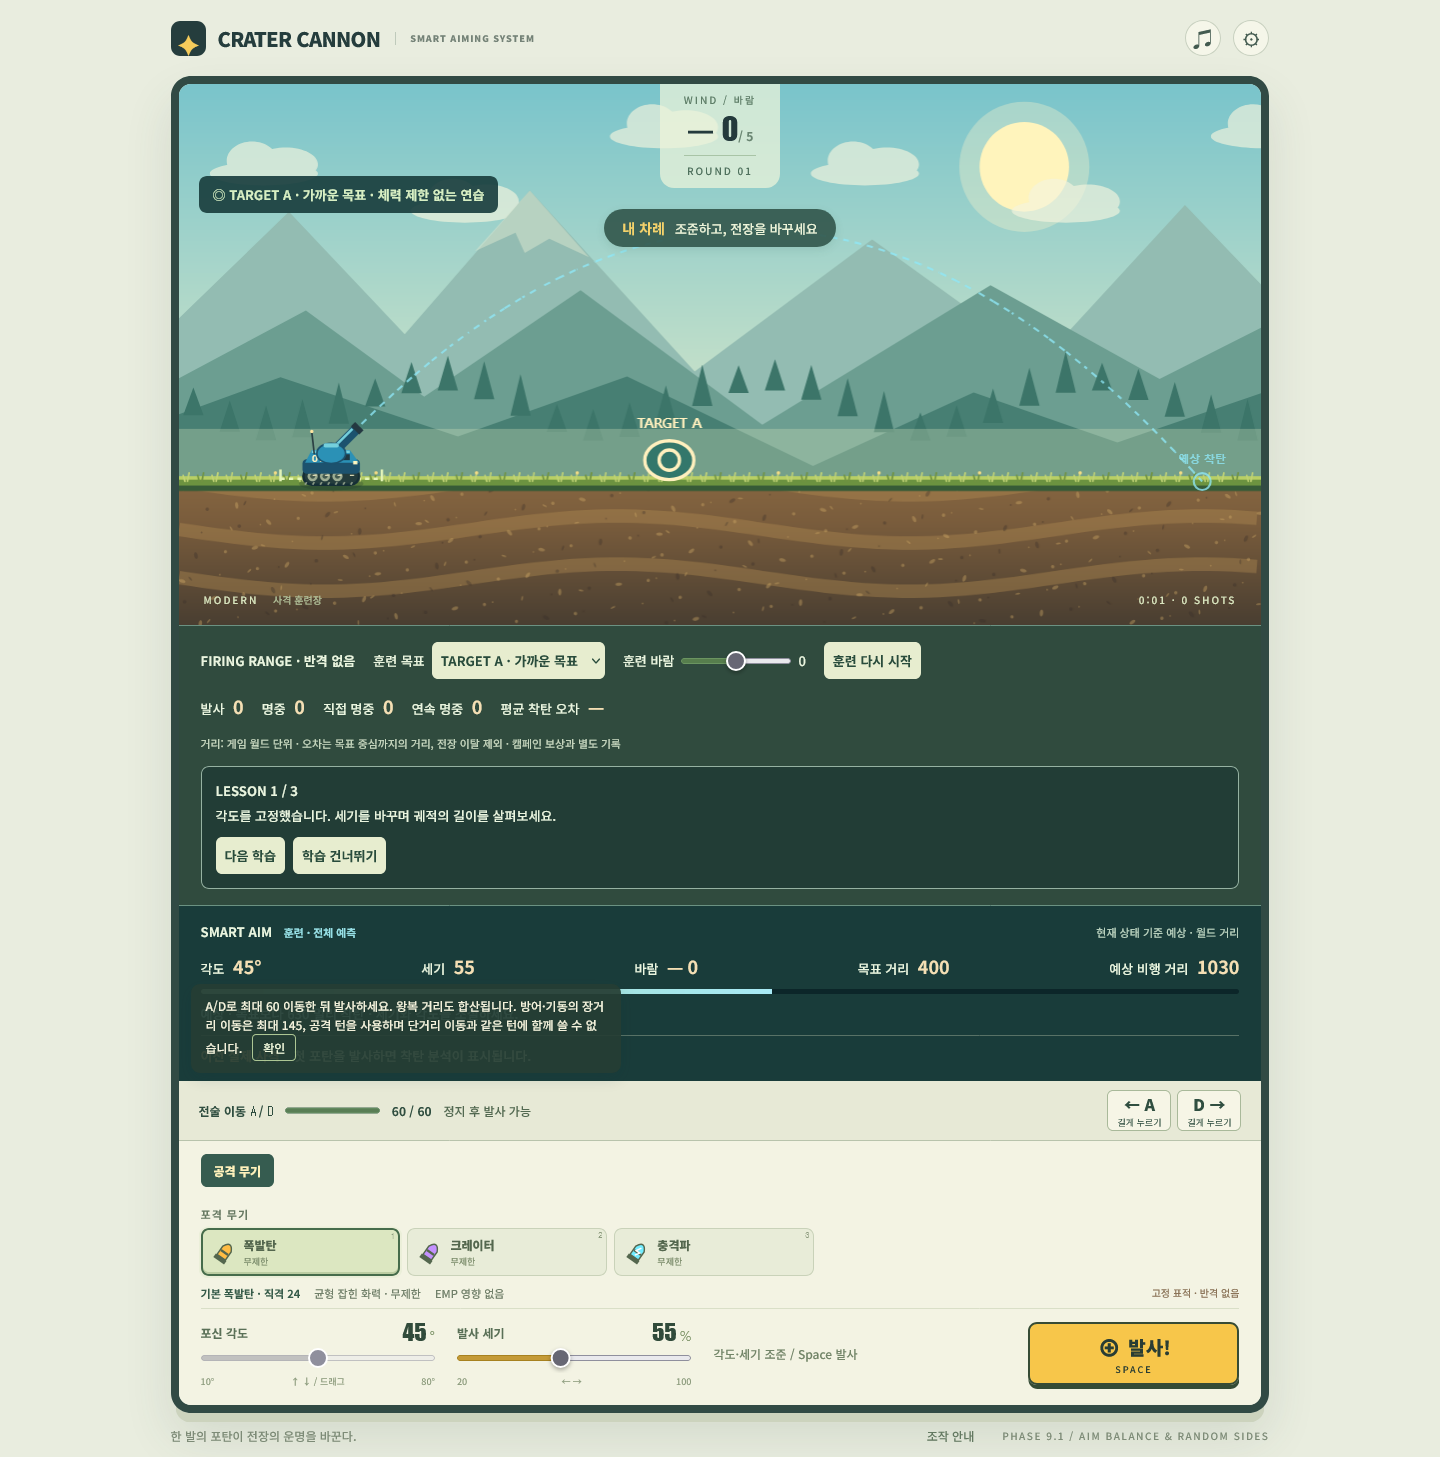 CRATER CANNON
SMART AIMING SYSTEM
WIND / 바람
— 0 / 5
ROUND 01
◎ TARGET A · 가까운 목표 · 체력 제한 없는 연습
내 차례 조준하고, 전장을 바꾸세요
TARGET A
예상 착탄
MODERN 사격 훈련장
0:01 · 0 SHOTS
FIRING RANGE · 반격 없음 훈련 목표 TARGET A · 가까운 목표 훈련 바람 0 훈련 다시 시작
발사 0 명중 0 직접 명중 0 연속 명중 0 평균 착탄 오차 —
거리: 게임 월드 단위 · 오차는 목표 중심까지의 거리, 전장 이탈 제외 · 캠페인 보상과 별도 기록
LESSON 1 / 3
각도를 고정했습니다. 세기를 바꾸며 궤적의 길이를 살펴보세요.
다음 학습 학습 건너뛰기
SMART AIM 훈련 · 전체 예측 현재 상태 기준 예상 · 월드 거리
각도 45° 세기 55 바람 — 0 목표 거리 400 예상 비행 거리 1030
A/D로 최대 60 이동한 뒤 발사하세요. 왕복 거리도 합산됩니다. 방어·기동의 장거
리 이동은 최대 145, 공격 턴을 사용하며 단거리 이동과 같은 턴에 함께 쓸 수 없
습니다. 확인
포탄을 발사하면 착탄 분석이 표시됩니다.
전술 이동 A / D 60 / 60 정지 후 발사 가능
← A
길게 누르기
D →
길게 누르기
공격 무기
포격 무기
폭발탄 1
무제한
크레이터 2
무제한
충격파 3
무제한
기본 폭발탄 · 직격 24 균형 잡힌 화력 · 무제한 EMP 영향 없음 고정 표적 · 반격 없음
포신 각도 45 °
10° ↑ ↓ / 드래그 80°
발사 세기 55 %
20 ←→ 100
각도·세기 조준 / Space 발사
발사!
SPACE
한 발의 포탄이 전장의 운명을 바꾼다.
조작 안내 PHASE 9.1 / AIM BALANCE & RANDOM SIDES